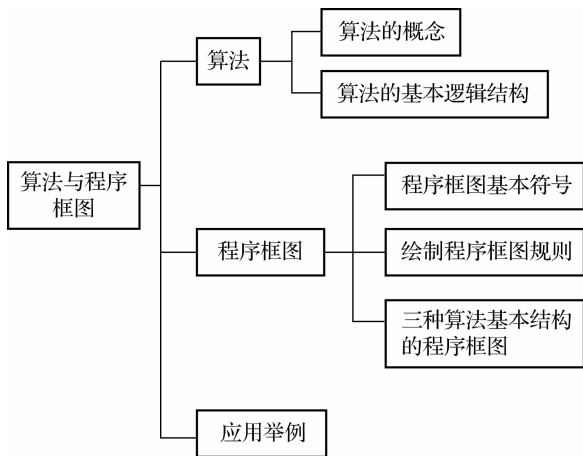 算法的概念
算法
算法的基本逻辑结构
算法与程序
框图
程序框图基本符号
程序框图
绘制程序框图规则
三种算法基本结构
的程序框图
应用举例